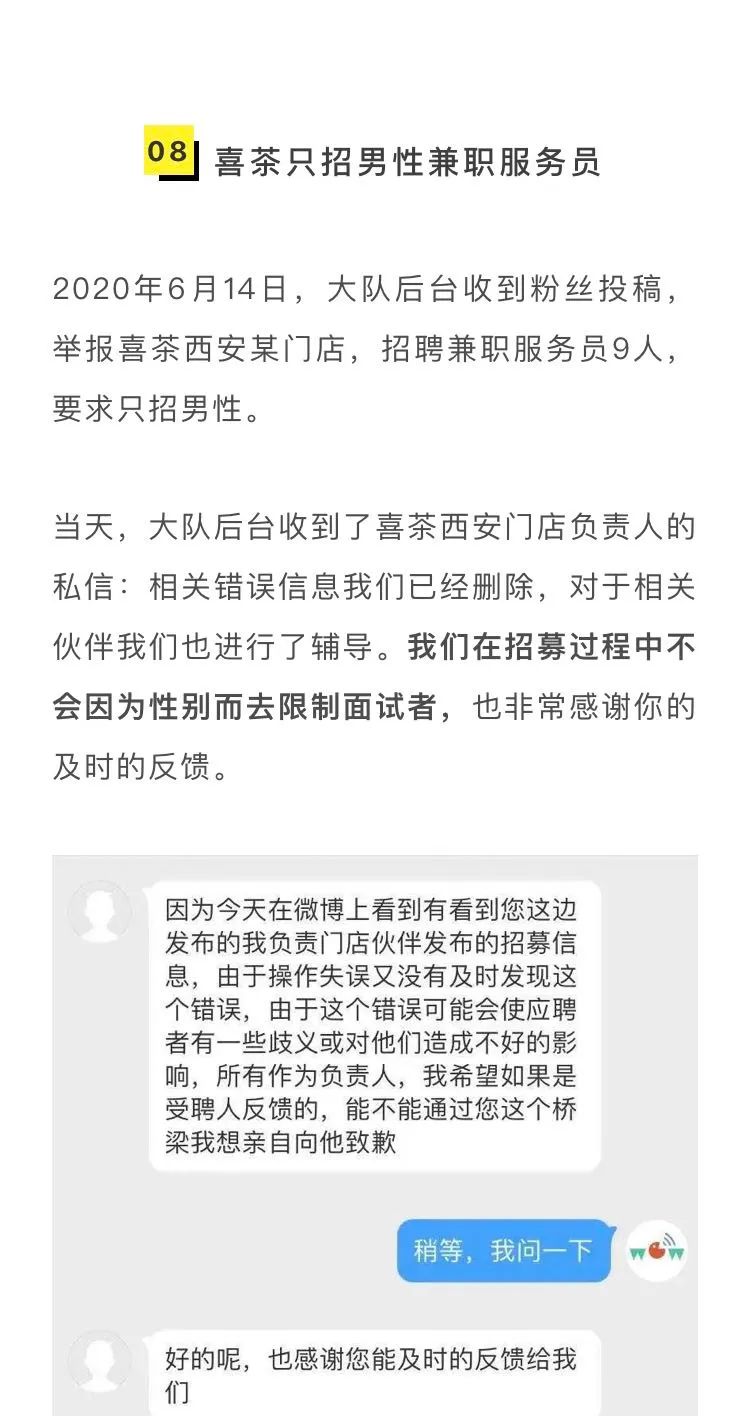 08 喜茶只招男性兼职服务员
2020年6月14日，大队后台收到粉丝投稿，
举报喜茶西安某门店，招聘兼职服务员9人，
要求只招男性。
当天，大队后台收到了喜茶西安门店负责人的
私信：相关错误信息我们已经删除，对于相关
伙伴我们也进行了辅导。我们在招募过程中不
会因为性别而去限制面试者，也非常感谢你的
及时的反馈。
因为今天在微博上看到有看到您这边
发布的我负责门店伙伴发布的招募信
息，由于操作失误又没有及时发现这
个错误，由于这个错误可能会使应聘
者有一些歧义或对他们造成不好的影
响，所有作为负责人，我希望如果是
受聘人反馈的，能不能通过您这个桥
梁我想亲自向他致歉
稍等，我问一下
好的呢，也感谢您能及时的反馈给我
们